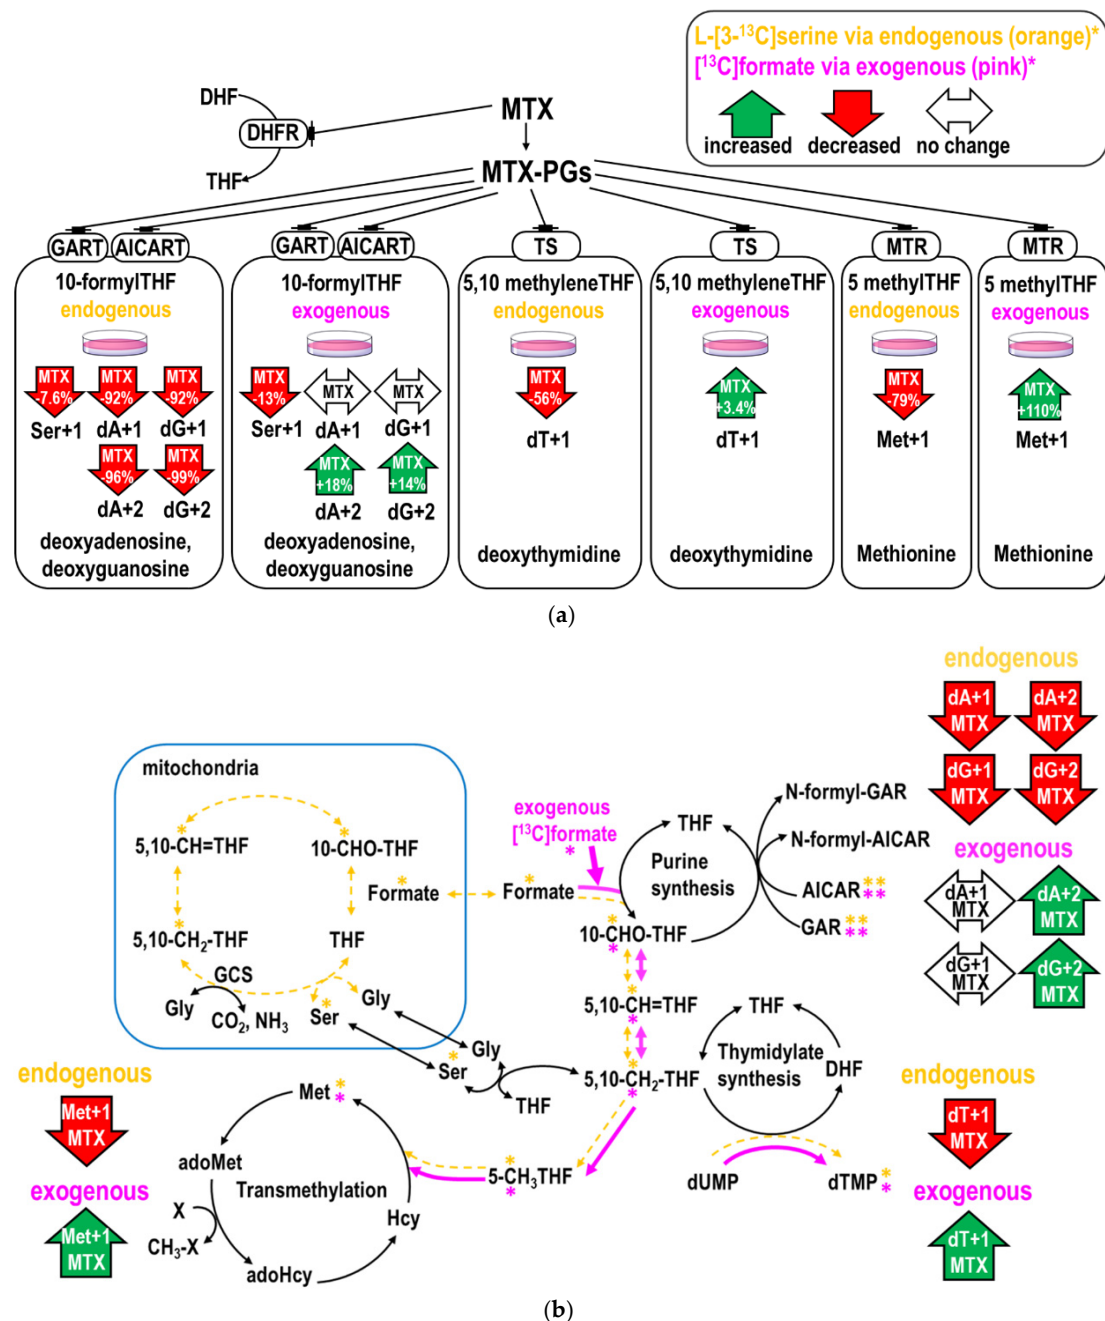 L-[3-¹³C]serine via endogenous (orange)*
[¹³C]formate via exogenous (pink)*
increased decreased no change
DHF
DHFR
THF
MTX
MTX-PGs
GART AICART
10-formylTHF
endogenous
MTX -7.6%
MTX -92%
MTX -92%
Ser+1 dA+1 dG+1
MTX -96%
MTX -99%
dA+2 dG+2
deoxyadenosine,
deoxyguanosine
GART AICART
10-formylTHF
exogenous
MTX -13%
MTX
MTX
Ser+1 dA+1 dG+1
MTX +18%
MTX +14%
dA+2 dG+2
deoxyadenosine,
deoxyguanosine
TS
5,10 methyleneTHF
endogenous
MTX
-56%
dT+1
deoxythymidine
TS
5,10 methyleneTHF
exogenous
MTX
+3.4%
dT+1
deoxythymidine
MTR
5 methylTHF
endogenous
MTX
-79%
Met+1
Methionine
MTR
5 methylTHF
exogenous
MTX
+110%
Met+1
Methionine
(a)
mitochondria
*
5,10-CH=THF
*
10-CHO-THF
*
Formate
*
5,10-CH₂-THF
THF
GCS
Gly
CO₂, NH₃
*
Ser
Gly
*
Formate
exogenous
[¹³C]formate
*
THF
Purine
synthesis
N-formyl-GAR
N-formyl-AICAR
AICAR **
**
GAR **
**
*
10-CHO-THF
*
*
5,10-CH=THF
*
*
5,10-CH₂-THF
*
Gly
*
Ser
THF
THF
Thymidylate
synthesis
DHF
dUMP
dTMP *
*
*
5-CH₃THF
*
Met *
*
adoMet
Transmethylation
X
CH₃-X
adoHcy
Hcy
endogenous
dA+1
MTX
dA+2
MTX
dG+1
MTX
dG+2
MTX
exogenous
dA+1
MTX
dA+2
MTX
dG+1
MTX
dG+2
MTX
endogenous
Met+1
MTX
exogenous
Met+1
MTX
endogenous
dT+1
MTX
exogenous
dT+1
MTX
(b)